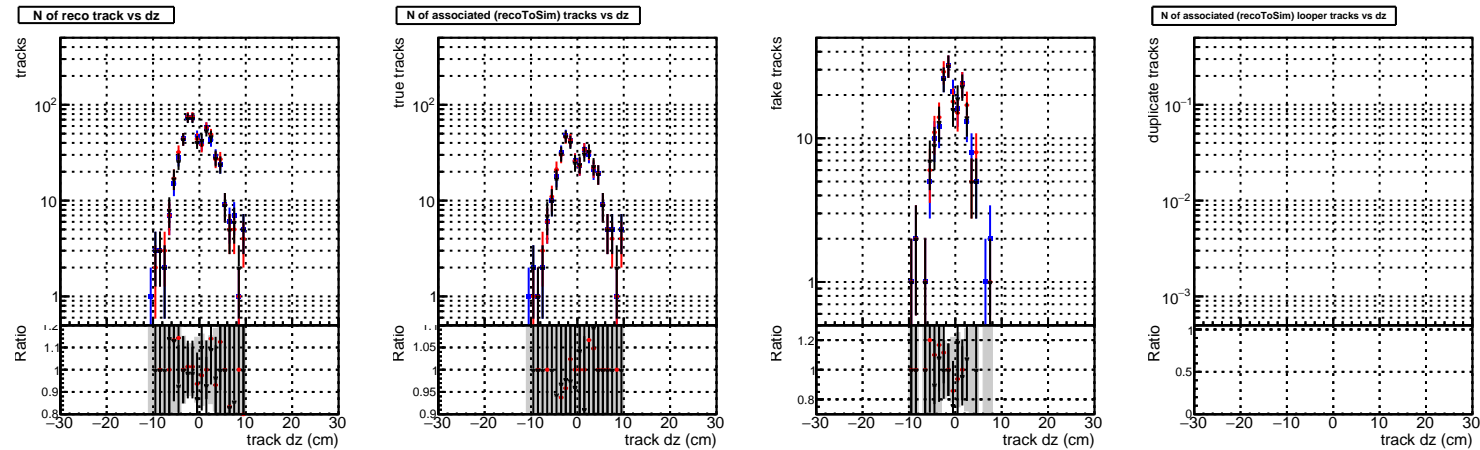 N of reco track vs dz
tracks
10²
10
1
Ratio
1.2
1.1
1
0.9
0.8
−30 −20 −10 0 10 20 30
track dz (cm)
N of associated (recoToSim) tracks vs dz
true tracks
10²
10
1
Ratio
1.1
1.05
1
0.95
0.9
−30 −20 −10 0 10 20 30
track dz (cm)
fake tracks
10
1
Ratio
1.2
1
0.8
−30 −20 −10 0 10 20 30
track dz (cm)
N of associated (recoToSim) looper tracks vs dz
duplicate tracks
10⁻¹
10⁻²
10⁻³
Ratio
1
0.5
0
−30 −20 −10 0 10 20 30
track dz (cm)